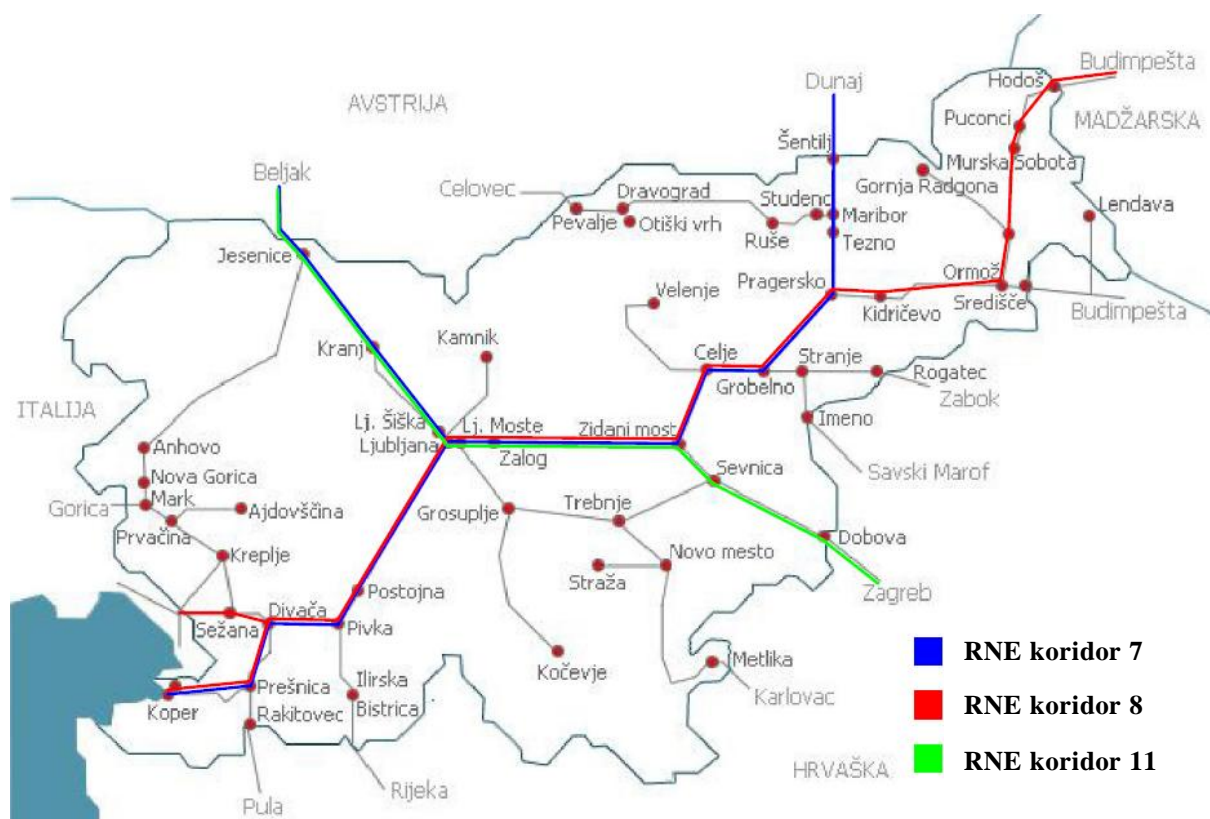 Budimpešta
Hodoš
Dunaj
AVSTRIJA
Puconci
MADŽARSKA
Šentilj
Murska Sobota
Beljak
Celovec
Dravograd
Studenc
Gornja Radgona
Lendava
Pevalje
Otiški vrh
Maribor
Ruše
Tezno
Jesenice
Ormož
Pragersko
Velenje
Središče
Kidričevo
Budimpešta
Kamnik
Kranj
Celje
Stranje
Grobelno
Rogatec
Zabok
ITALIJA
Lj. Šiška
Lj. Moste
Zidani most
Imeno
Ljubljana
Zalog
Anhovo
Sevnica
Savski Marof
Nova Gorica
Gorica
Mark
Ajdovščina
Grosuplje
Trebnje
Prvačina
Dobova
Kreplje
Novo mesto
Straža
Postojna
Zagreb
Divača
Sežana
Pivka
RNE koridor 7
Kočevje
Metlika
Prešnica
Ilirska
Bistrica
Karlovac
Koper
Rakitovec
RNE koridor 8
HRVAŠKA
RNE koridor 11
Rijeka
Pula